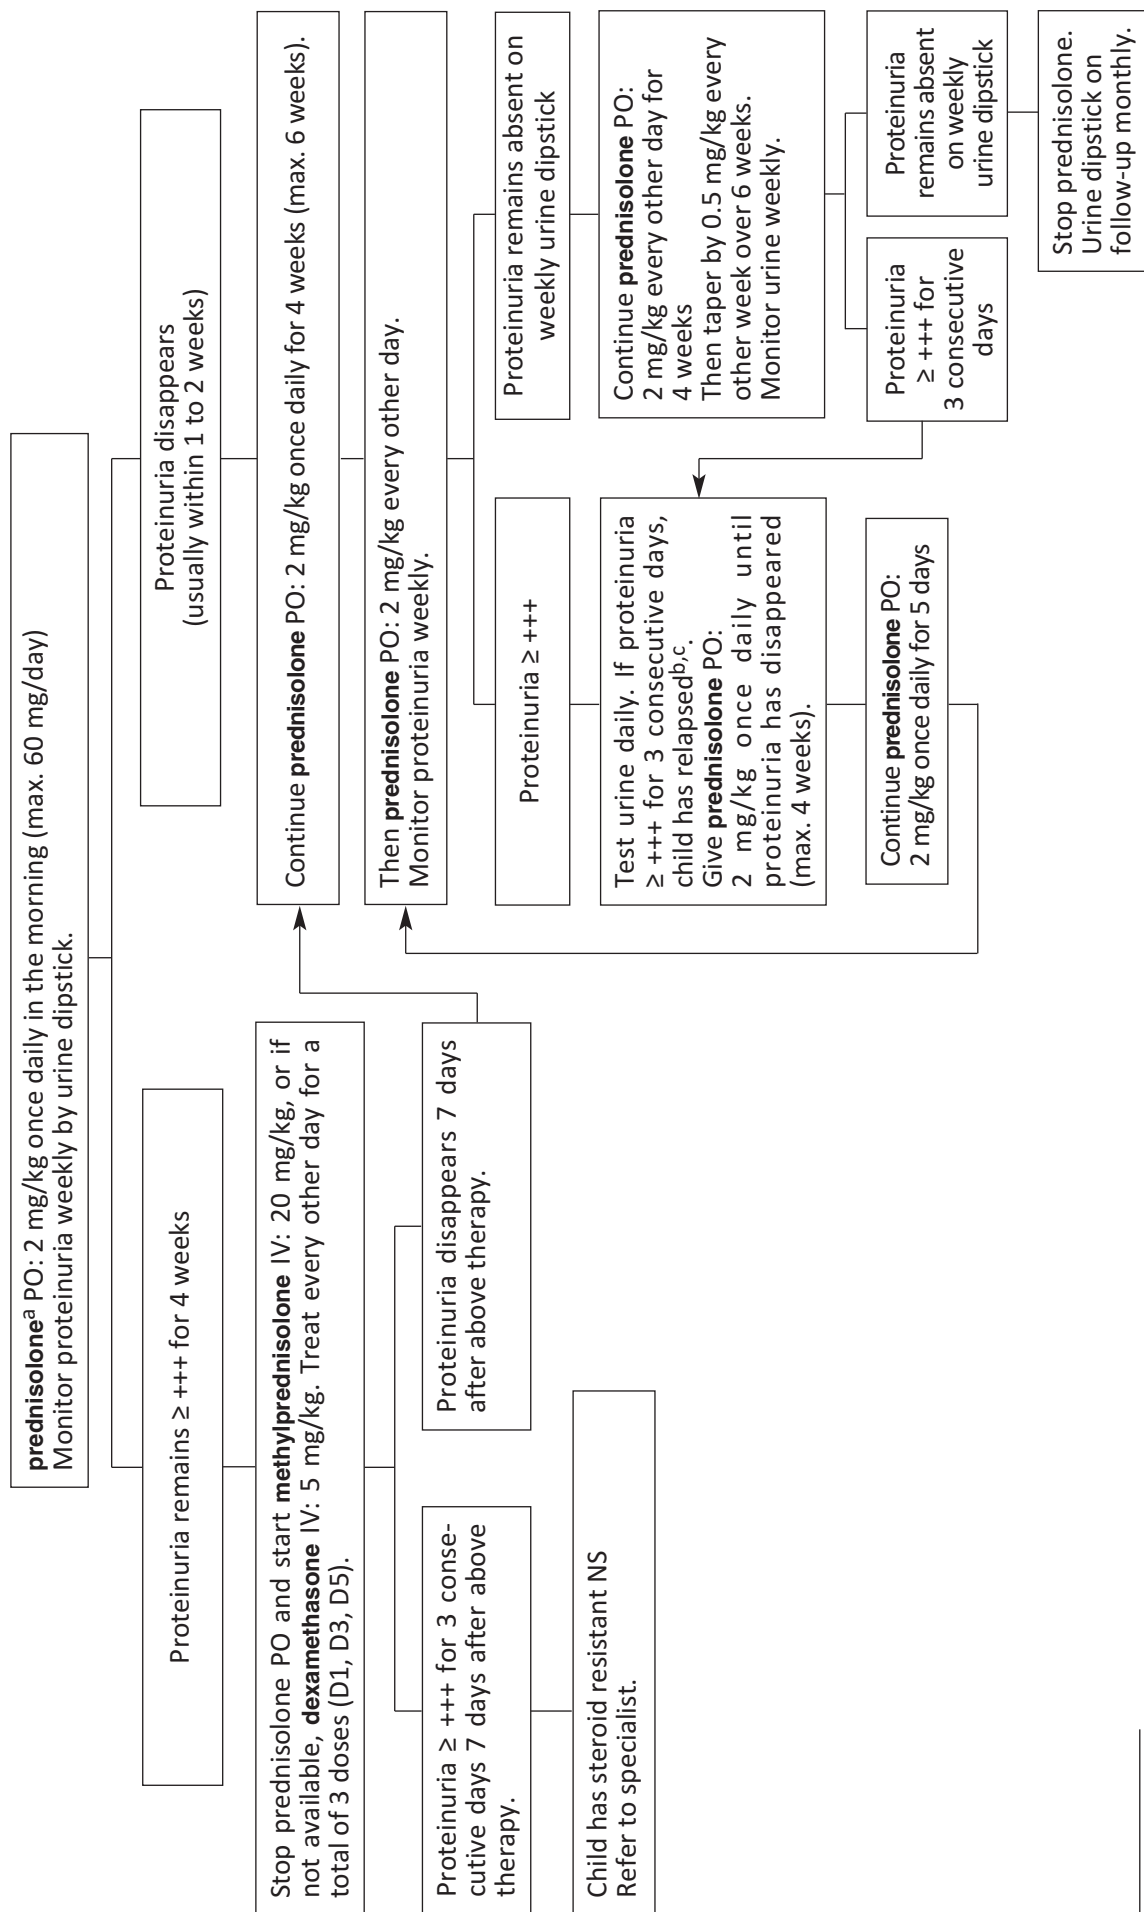 prednisoloneª PO: 2 mg/kg once daily in the morning (max. 60 mg/day)
Monitor proteinuria weekly by urine dipstick.
Proteinuria remains ≥ +++ for 4 weeks
Stop prednisolone PO and start methylprednisolone IV: 20 mg/kg, or if
not available, dexamethasone IV: 5 mg/kg. Treat every other day for a
total of 3 doses (D1, D3, D5).
Proteinuria ≥ +++ for 3 conse-
cutive days 7 days after above
therapy.
Child has steroid resistant NS
Refer to specialist.
Proteinuria disappears 7 days
after above therapy.
Proteinuria disappears
(usually within 1 to 2 weeks)
Continue prednisolone PO: 2 mg/kg once daily for 4 weeks (max. 6 weeks).
Then prednisolone PO: 2 mg/kg every other day.
Monitor proteinuria weekly.
Proteinuria ≥ +++
Test urine daily. If proteinuria
≥ +++ for 3 consecutive days,
child has relapsedb,c.
Give prednisolone PO:
2 mg/kg once daily until
proteinuria has disappeared
(max. 4 weeks).
Continue prednisolone PO:
2 mg/kg once daily for 5 days
Proteinuria remains absent on
weekly urine dipstick
Continue prednisolone PO:
2 mg/kg every other day for
4 weeks
Then taper by 0.5 mg/kg every
other week over 6 weeks.
Monitor urine weekly.
Proteinuria
≥ +++ for
3 consecutive
days
Proteinuria
remains absent
on weekly
urine dipstick
Stop prednisolone.
Urine dipstick on
follow-up monthly.